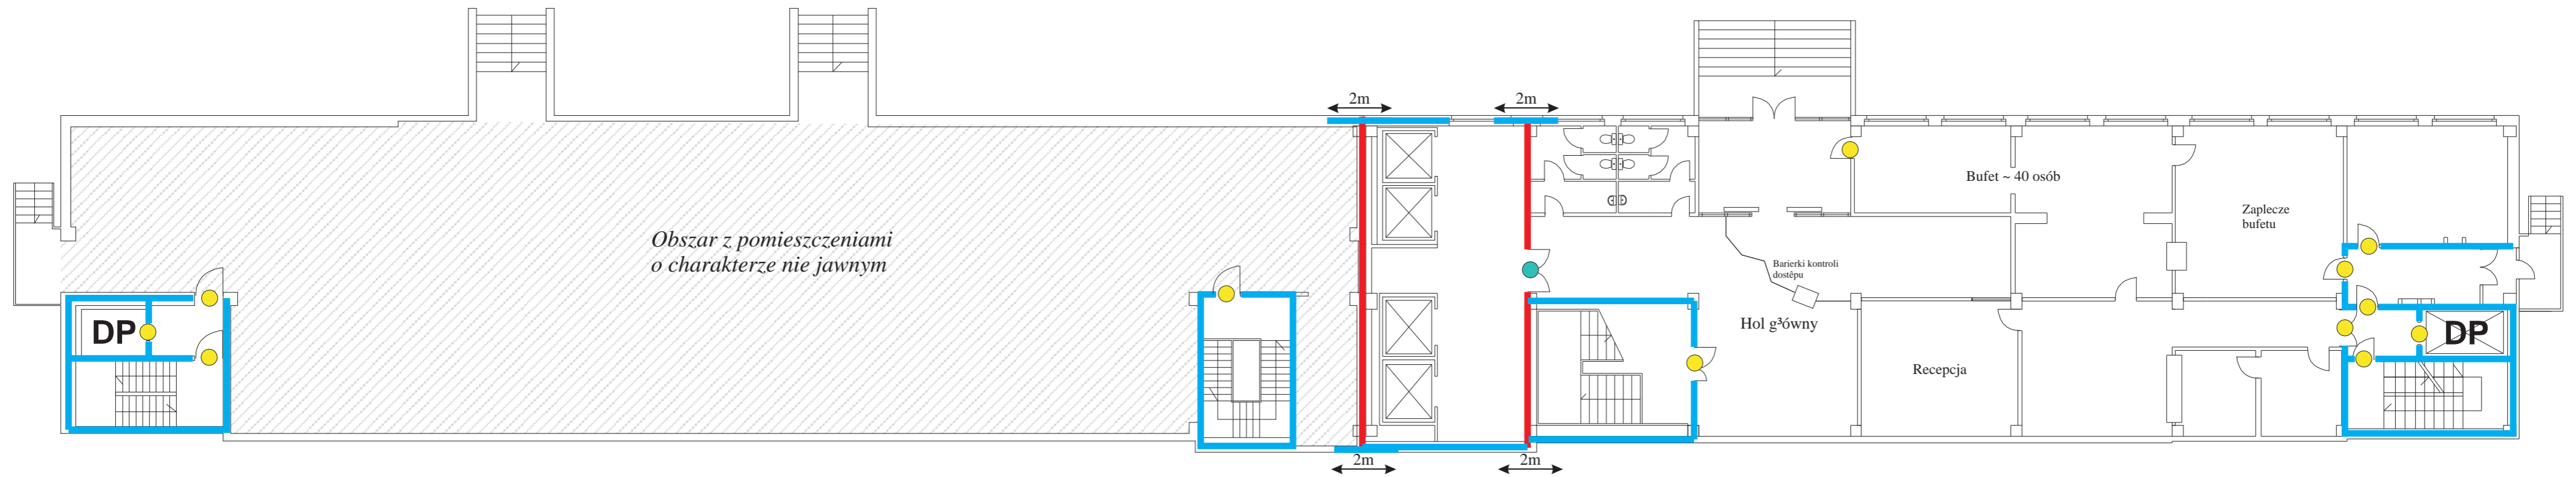 2m
2m
Bufet ~ 40 osób
Zaplecze
bufetu
Obszar z pomieszczeniami
o charakterze nie jawnym
Barierki kontroli
dostêpu
Hol g³ówny
DP
DP
Recepcja
2m
2m